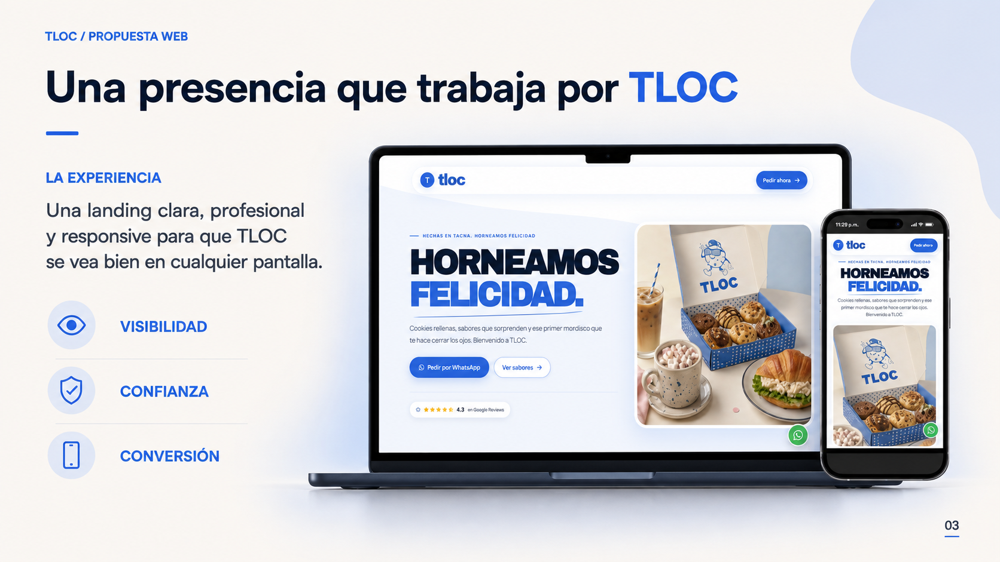 TLOC / PROPUESTA WEB
Una presencia que trabaja por TLOC
LA EXPERIENCIA
Una landing clara, profesional
y responsive para que TLOC
se vea bien en cualquier pantalla.
VISIBILIDAD
CONFIANZA
CONVERSIÓN
T tloc
Pedir ahora →
HECHAS EN TACNA. HORNEAMOS FELICIDAD
HORNEAMOS
FELICIDAD.
Cookies rellenas, sabores que sorprenden y ese primer mordisco que
te hace cerrar los ojos. Bienvenido a TLOC.
Pedir por WhatsApp
Ver sabores →
4.3 en Google Reviews
TLOC
11:29 p.m.
T tloc
Pedir ahora
HECHAS EN TACNA. HORNEAMOS FELICIDAD
HORNEAMOS
FELICIDAD.
Cookies rellenas, sabores que sorprenden y ese
primer mordisco que te hace cerrar los ojos.
Bienvenido a TLOC.
TLOC
03